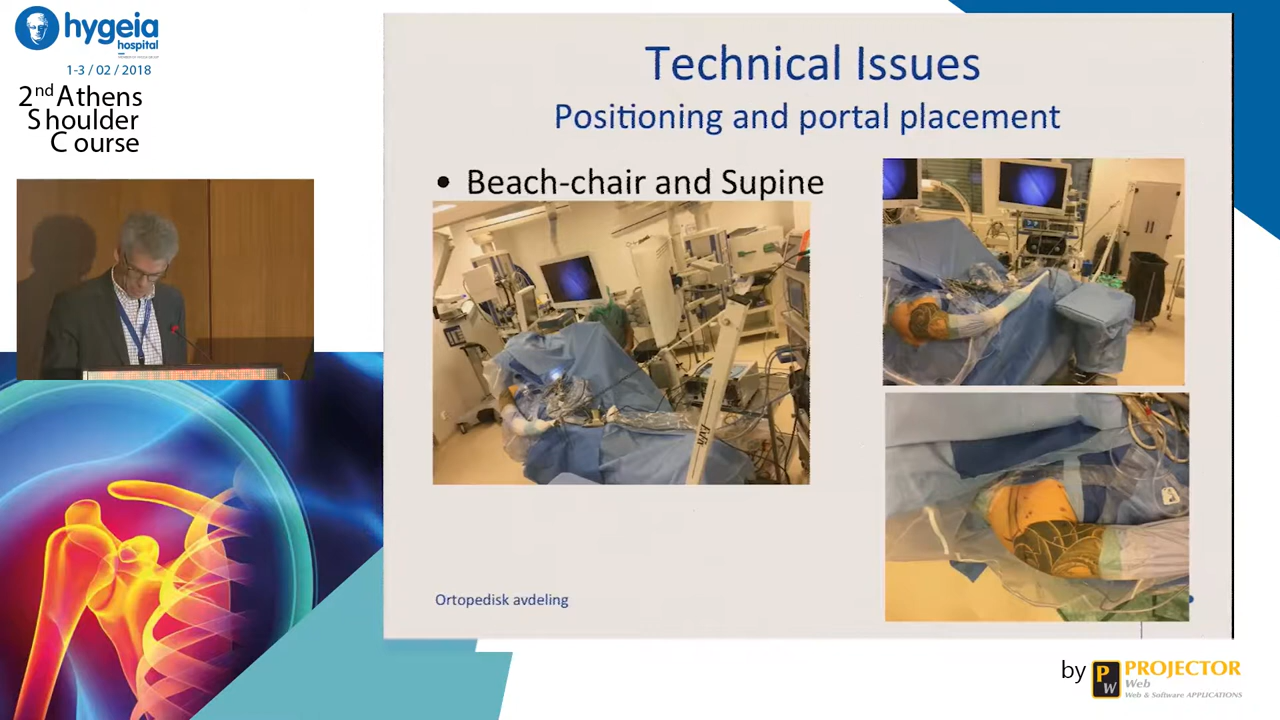 hygeia
hospital
1-3 / 02 / 2018
2nd Athens
Shoulder
Course
Technical Issues
Positioning and portal placement
• Beach-chair and Supine
Ortopedisk avdeling
by PW PROJECTOR
Web
Web & Software APPLICATIONS